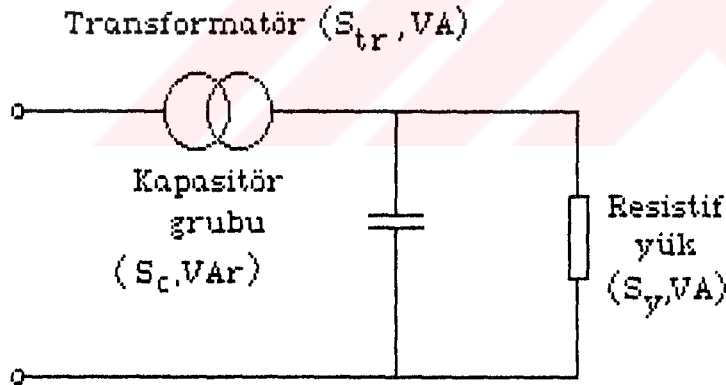 Transformatör (S_tr, VA)
Kapasitör
grubu
(S_c, VAr)
Resistif
yük
(S_y, VA)